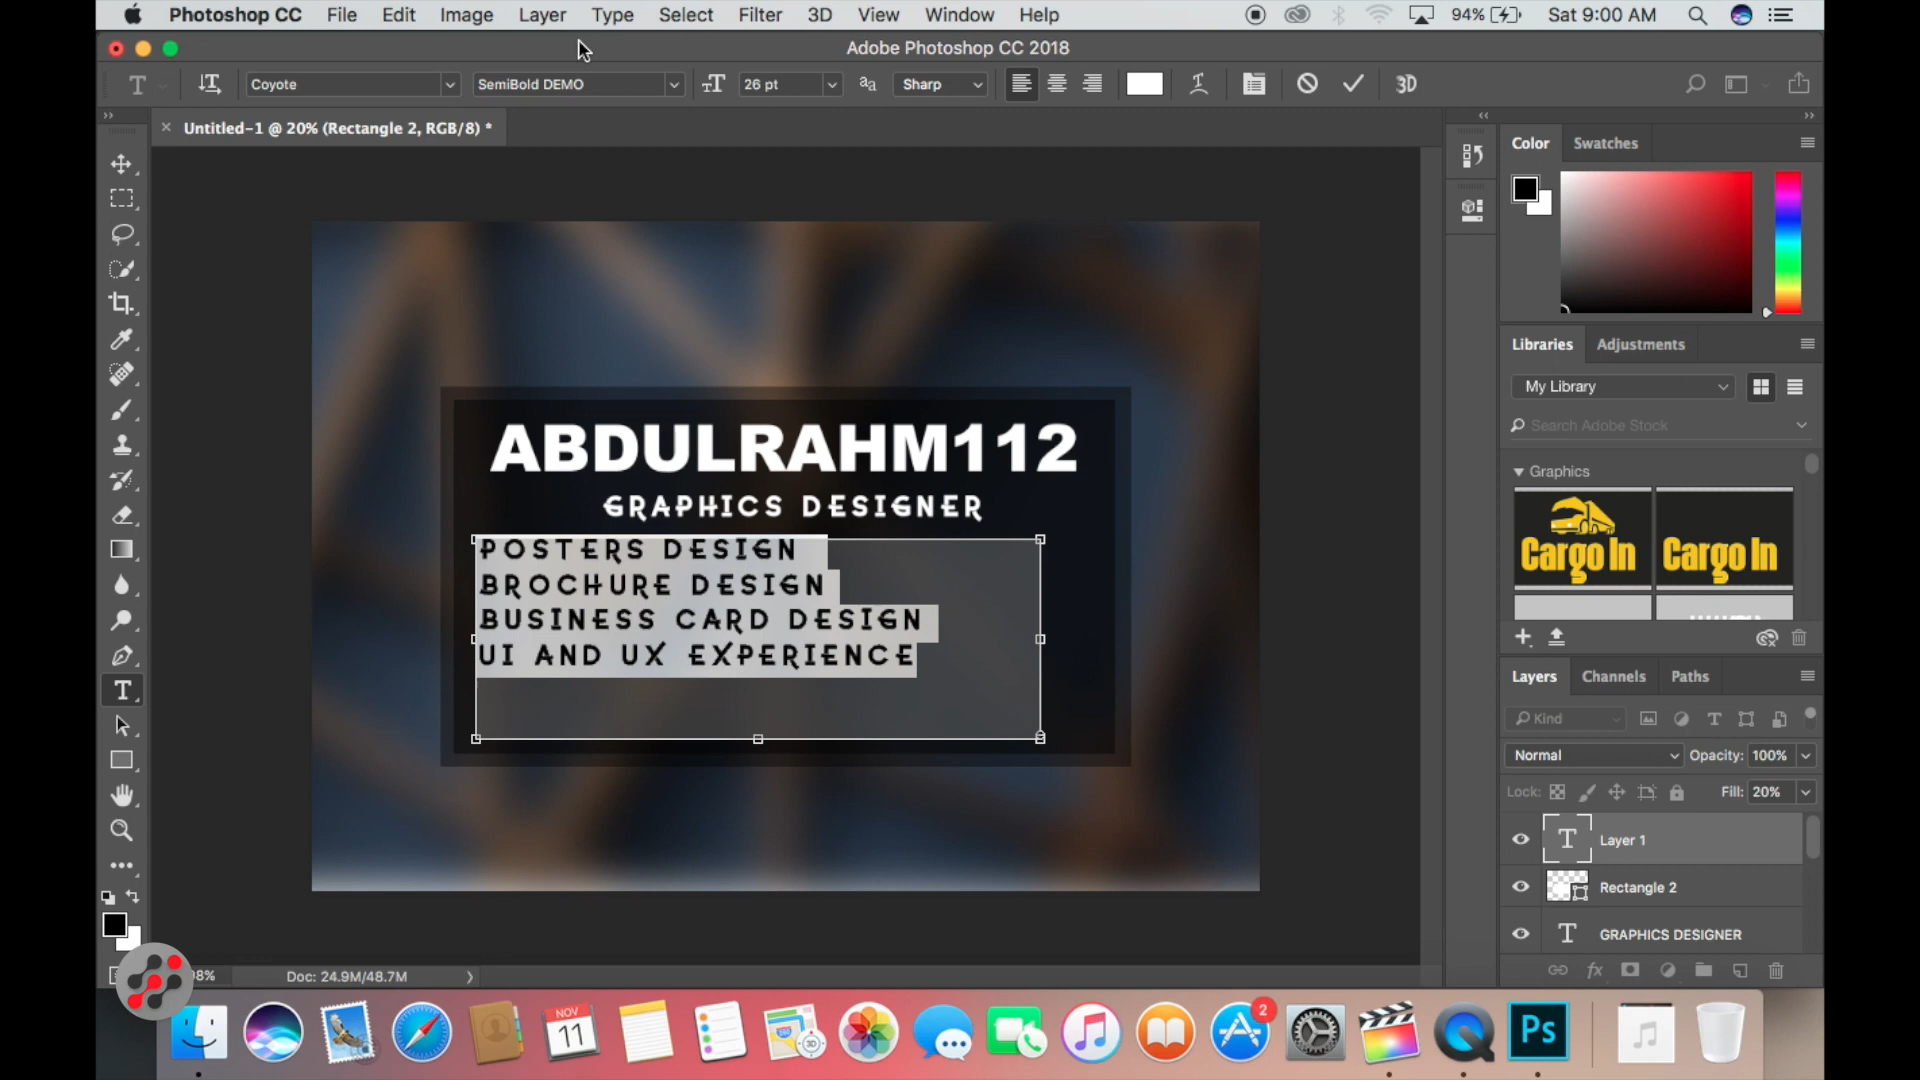 Photoshop CC File Edit Image Layer Type Select Filter 3D View Window Help 94% Sat 9:00 AM
Adobe Photoshop CC 2018
Coyote SemiBold DEMO 26 pt Sharp 3D
Untitled-1 @ 20% (Rectangle 2, RGB/8) *
Color Swatches
Libraries Adjustments
My Library
Search Adobe Stock
Graphics
Cargo In Cargo In
ABDULRAHM112
GRAPHICS DESIGNER
POSTERS DESIGN
BROCHURE DESIGN
BUSINESS CARD DESIGN
UI AND UX EXPERIENCE
Layers Channels Paths
Kind
Normal Opacity: 100%
Lock: Fill: 20%
Layer 1
Rectangle 2
GRAPHICS DESIGNER
Doc: 24.9M/48.7M
NOV
11
3D
2
Ps